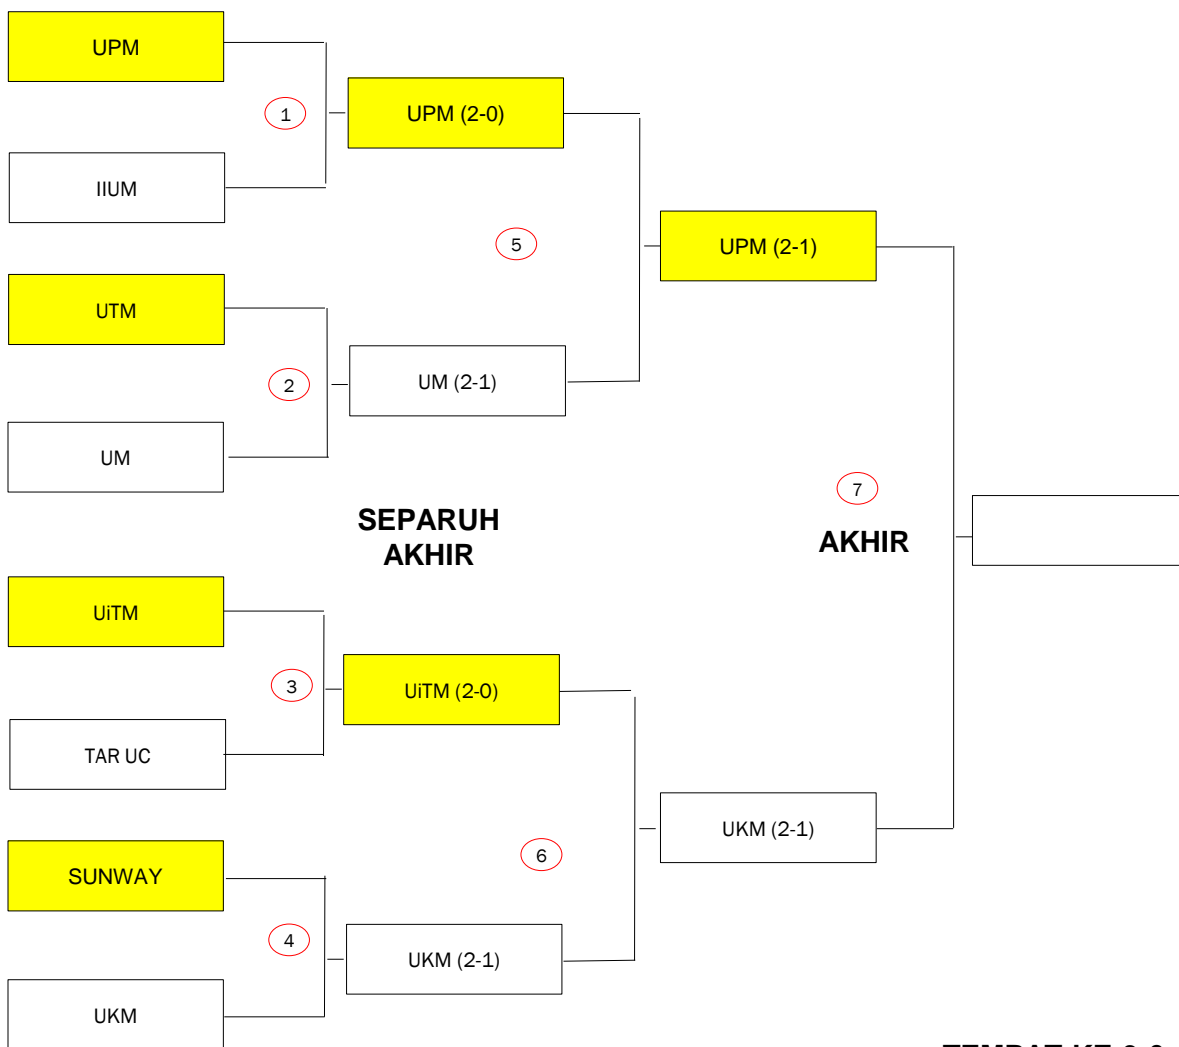 UPM
1
UPM (2-0)
IIUM
5
UPM (2-1)
UTM
2
UM (2-1)
UM
7
SEPARUH
AKHIR
AKHIR
UiTM
3
UiTM (2-0)
TAR UC
UKM (2-1)
6
SUNWAY
4
UKM (2-1)
UKM